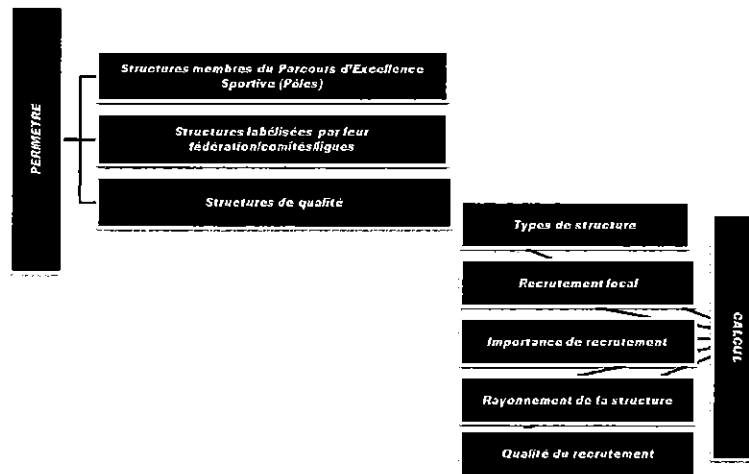 PERIMETRE
Structures membres du Parcours d'Excellence
Sportive (Pôles)
Structures labélisées par leur
fédération/comités/ligues
Structures de qualité
Types de structure
Recrutement local
Importance de recrutement
Rayonnement de la structure
Qualité du recrutement
CALCUL